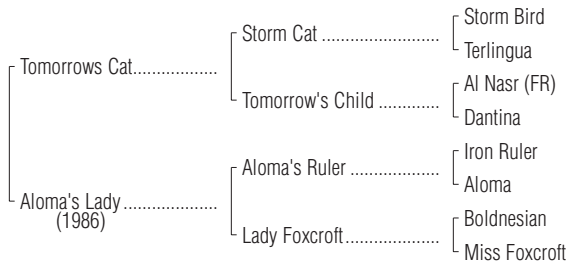 Storm Bird
Storm Cat ........................
Terlingua
Tomorrows Cat.................
Al Nasr (FR)
Tomorrow's Child .............
Dantina
Iron Ruler
Aloma's Ruler ..................
Aloma
Aloma's Lady ...................
(1986)
Boldnesian
Lady Foxcroft...................
Miss Foxcroft